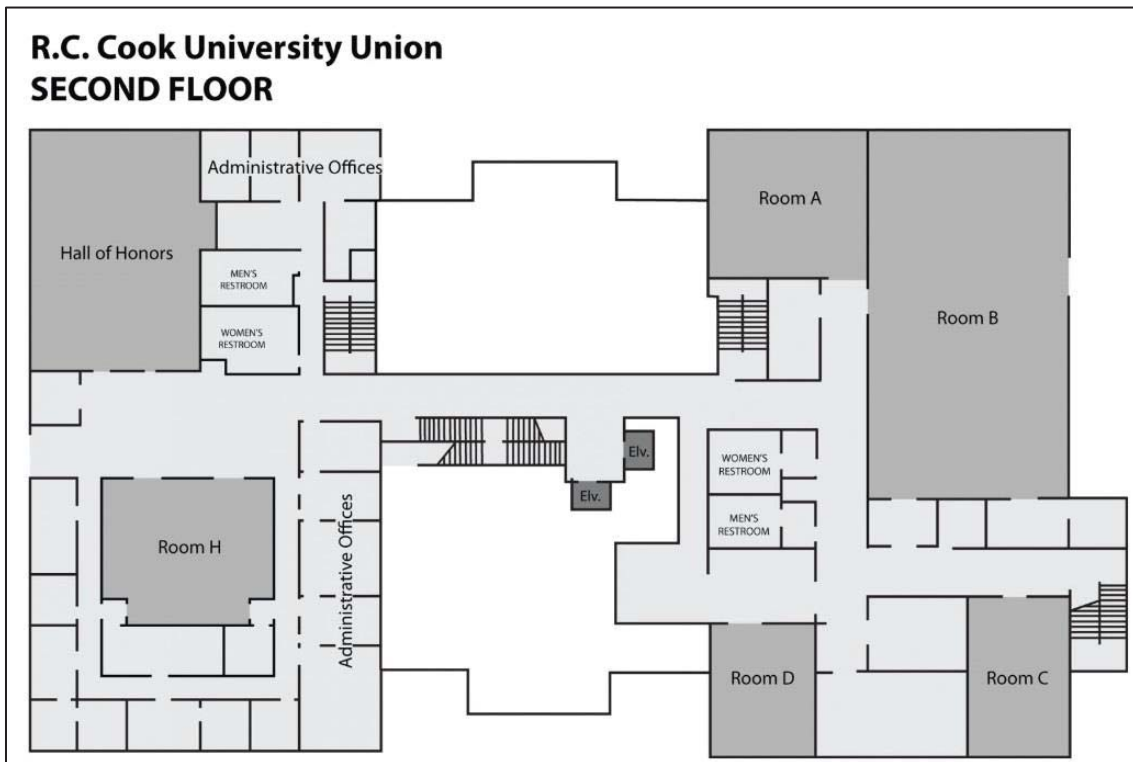 R.C. Cook University Union
SECOND FLOOR
Administrative Offices
Hall of Honors
MEN'S
RESTROOM
WOMEN'S
RESTROOM
Room A
Room B
Elv.
Elv.
WOMEN'S
RESTROOM
MEN'S
RESTROOM
Room H
Administrative Offices
Room D
Room C